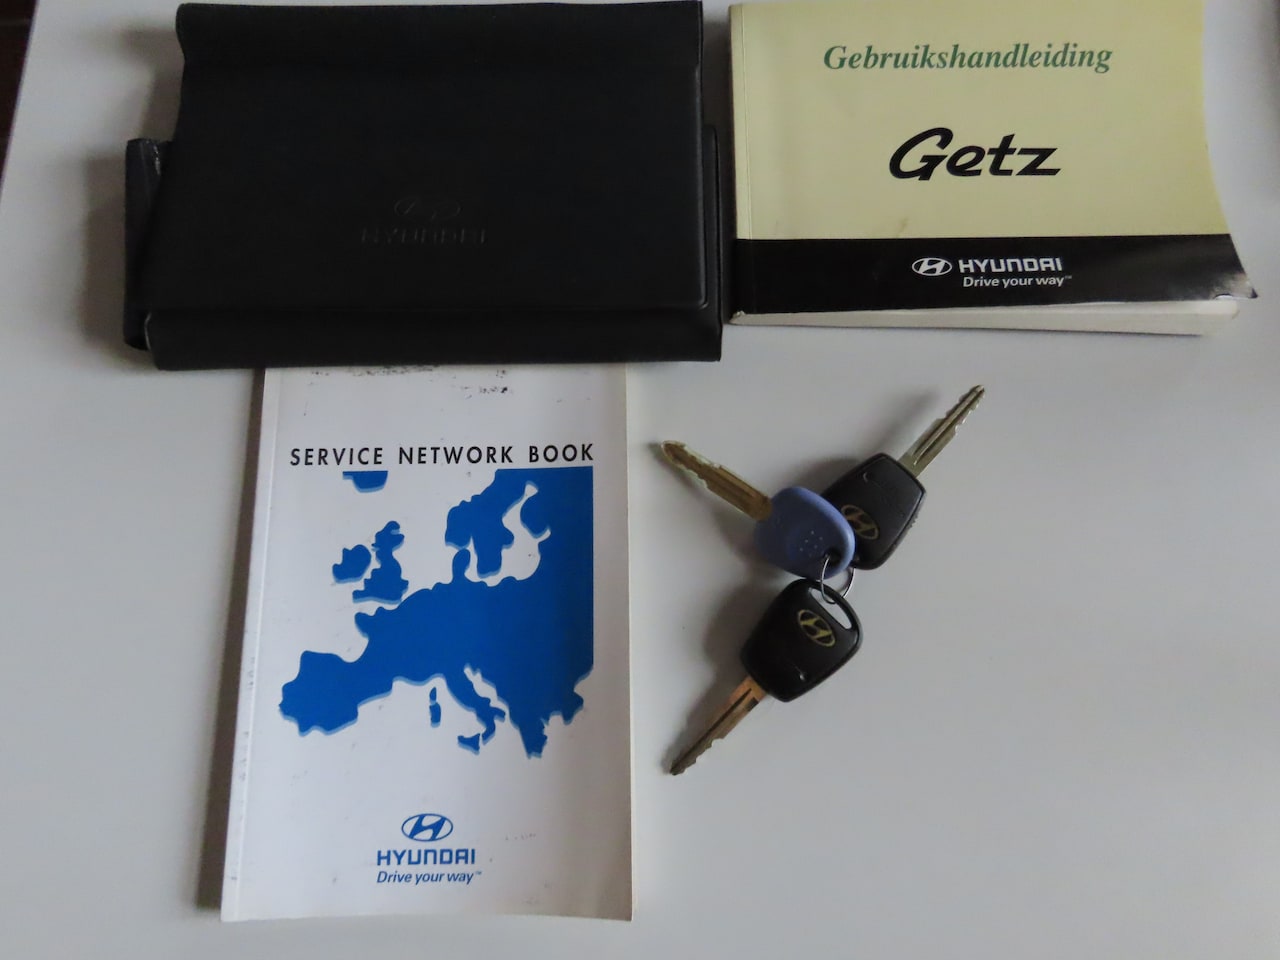 HYUNDAI
Gebruikshandleiding
Getz
HYUNDAI
Drive your way™
SERVICE NETWORK BOOK
HYUNDAI
Drive your way™